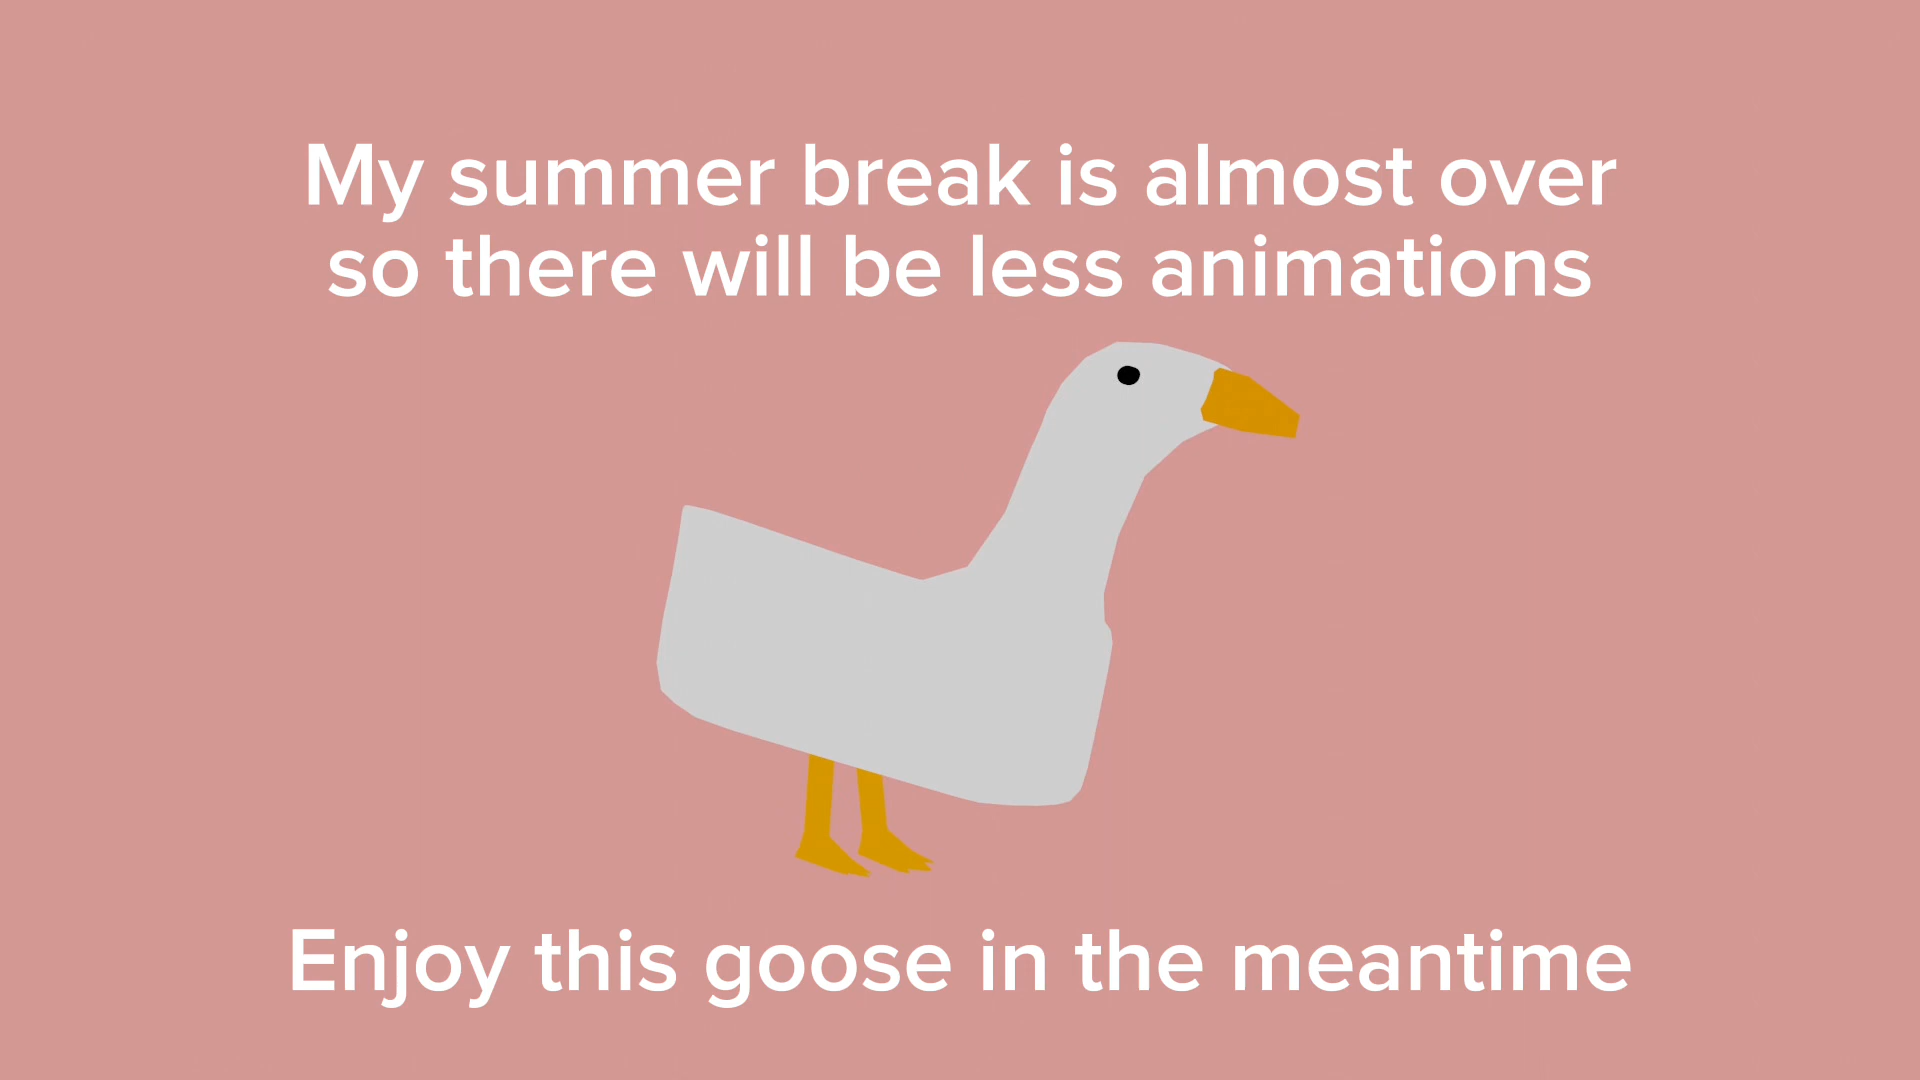 My summer break is almost over
so there will be less animations
Enjoy this goose in the meantime